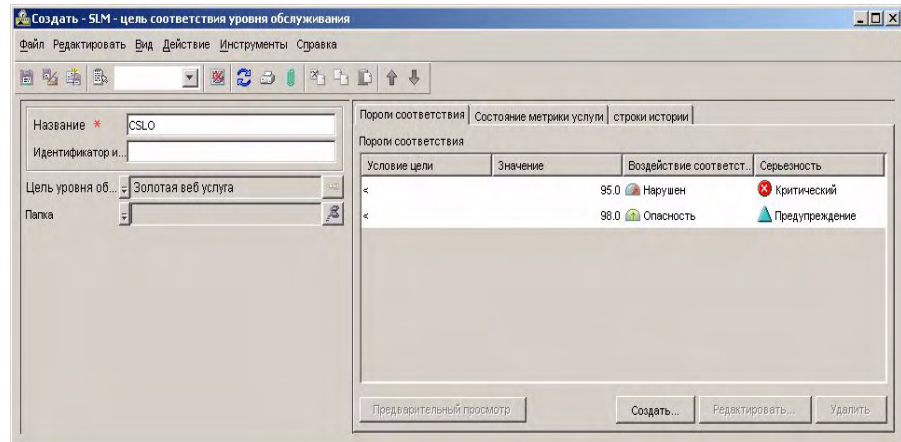 Создать - SLM - цель соответствия уровня обслуживания
Файл Редактировать Вид Действие Инструменты Справка
Название *
CSLO
Идентификатор и...
Цель уровня об...
Золотая веб услуга
Папка
Пороги соответствия Состояние метрики услуги строки истории
Пороги соответствия
Условие цели Значение Воздействие соответст... Серьезность
< 95.0 Нарушен Критический
< 98.0 Опасность Предупреждение
Предварительный просмотр Создать... Редактировать... Удалить